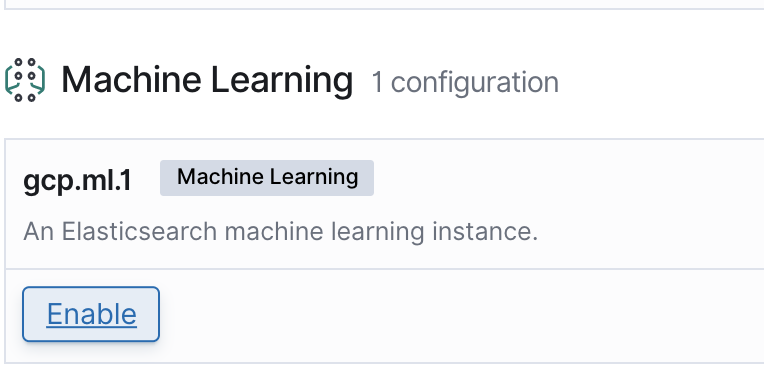 Machine Learning 1 configuration
gcp.ml.1 Machine Learning
An Elasticsearch machine learning instance.
Enable